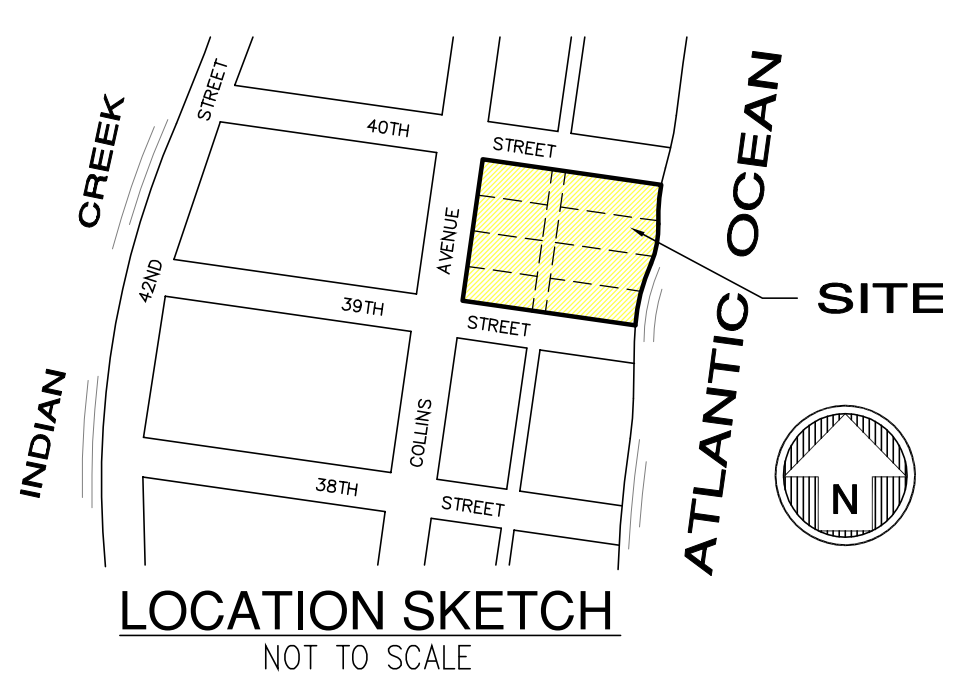 CREEK
STREET
40TH
STREET
OCEAN
AVENUE
42ND
39TH
STREET
SITE
ATLANTIC
INDIAN
COLLINS
38TH
STREET
N
LOCATION SKETCH
NOT TO SCALE